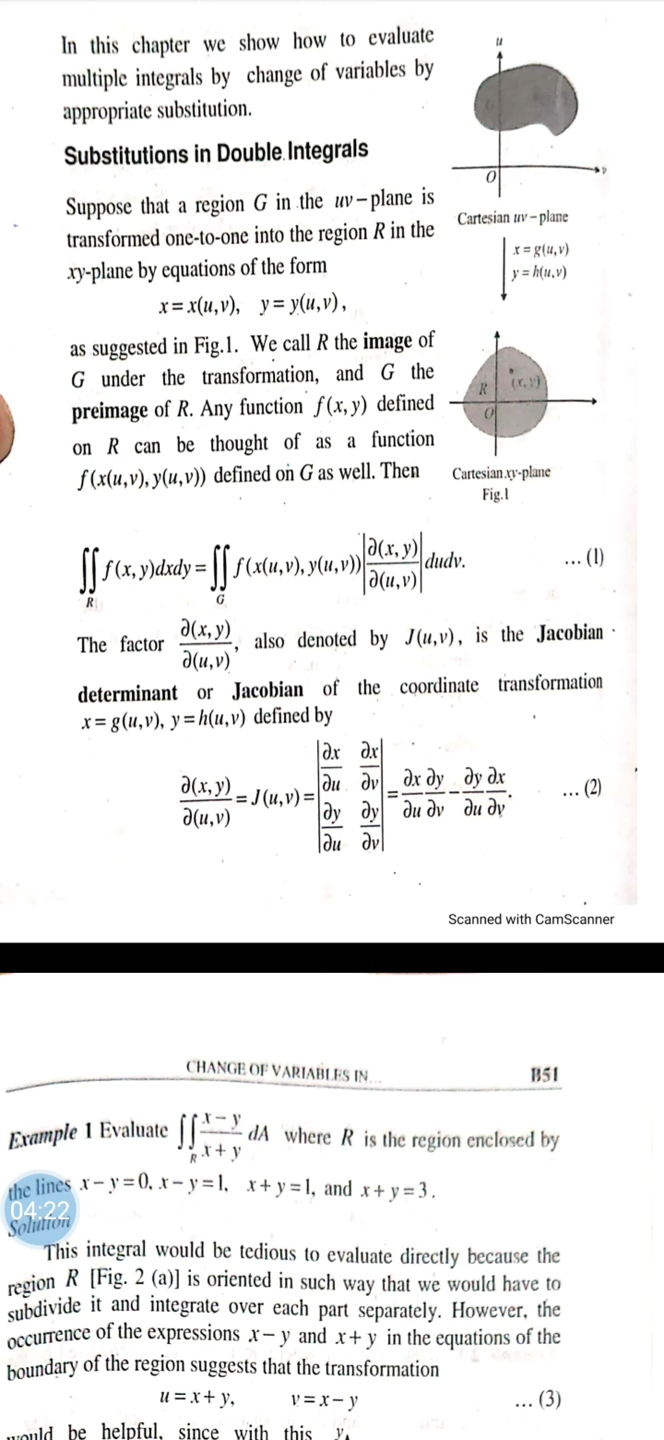 In this chapter we show how to evaluate
multiple integrals by change of variables by
appropriate substitution.
Substitutions in Double Integrals
Suppose that a region G in the uv-plane is
transformed one-to-one into the region R in the
xy-plane by equations of the form
x = x(u,v), y = y(u,v),
as suggested in Fig.1. We call R the image of
G under the transformation, and G the
preimage of R. Any function f(x,y) defined
on R can be thought of as a function
f(x(u,v), y(u,v)) defined on G as well. Then
u
O
v
Cartesian uv-plane
x = g(u,v)
y = h(u,v)
R
(x, y)
O
Cartesian xy-plane
Fig.1
∬_R f(x,y)dxdy = ∬_G f(x(u,v), y(u,v)) |∂(x,y)/∂(u,v)| dudv. ... (1)
The factor ∂(x,y)/∂(u,v), also denoted by J(u,v), is the Jacobian
determinant or Jacobian of the coordinate transformation
x = g(u,v), y = h(u,v) defined by
∂(x,y)/∂(u,v) = J(u,v) = |∂x/∂u ∂x/∂v; ∂y/∂u ∂y/∂v| = ∂x/∂u ∂y/∂v - ∂y/∂u ∂x/∂v. ... (2)
Scanned with CamScanner
CHANGE OF VARIABLES IN... B51
Example 1 Evaluate ∬_R (x-y)/(x+y) dA where R is the region enclosed by
the lines x-y=0, x-y=1, x+y=1, and x+y=3.
04:22
Solution
This integral would be tedious to evaluate directly because the
region R [Fig. 2 (a)] is oriented in such way that we would have to
subdivide it and integrate over each part separately. However, the
occurrence of the expressions x-y and x+y in the equations of the
boundary of the region suggests that the transformation
u = x+y, v = x-y ... (3)
would be helpful, since with this y